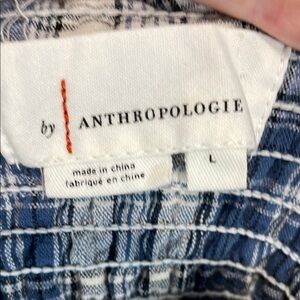 by ANTHROPOLOGIE
made in china
fabriqué en chine
L